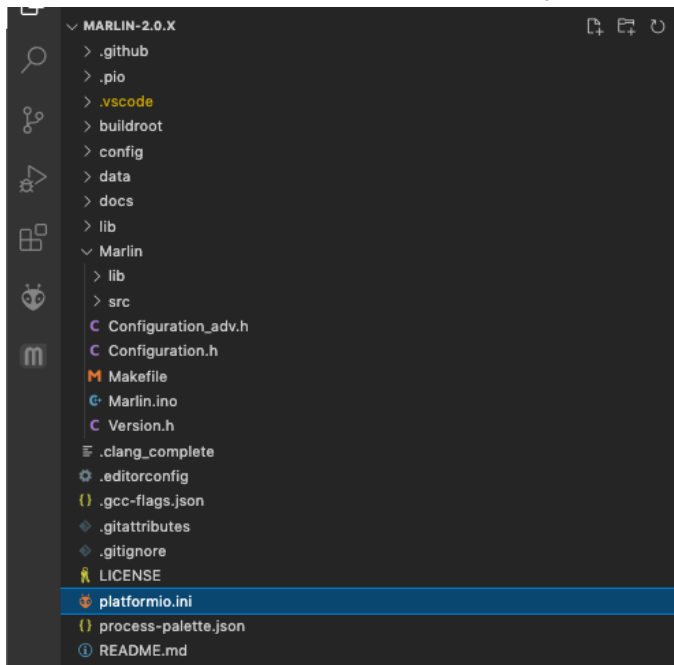 MARLIN-2.0.X
.github
.pio
.vscode
buildroot
config
data
docs
lib
Marlin
lib
src
C Configuration_adv.h
C Configuration.h
M Makefile
Marlin.ino
C Version.h
.clang_complete
.editorconfig
{} .gcc-flags.json
.gitattributes
.gitignore
LICENSE
platformio.ini
{} process-palette.json
README.md
m